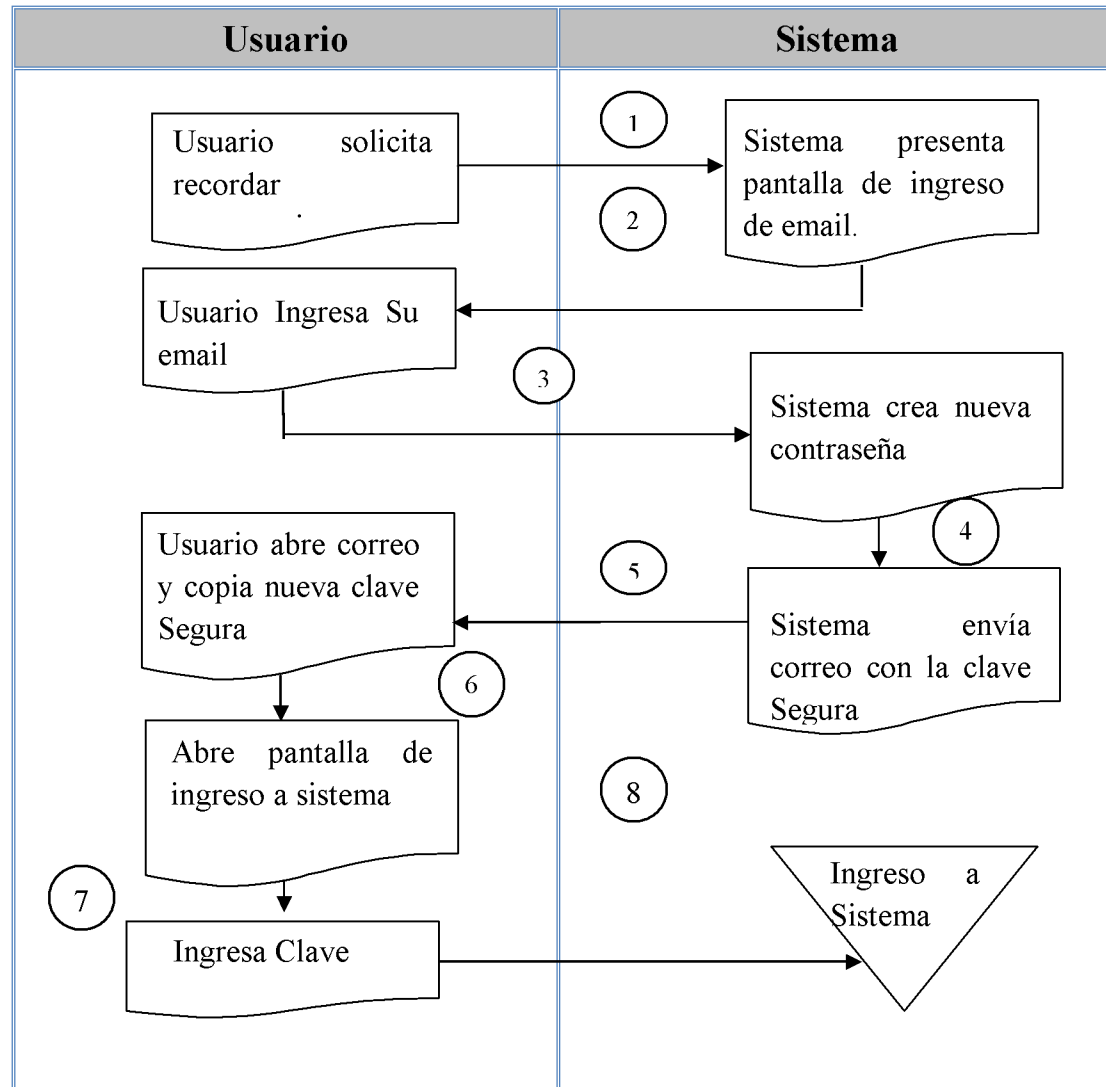 Usuario
Sistema
1
Usuario solicita
recordar
.
Sistema presenta
pantalla de ingreso
de email.
2
Usuario Ingresa Su
email
3
Sistema crea nueva
contraseña
4
Usuario abre correo
y copia nueva clave
Segura
5
Sistema envía
correo con la clave
Segura
6
Abre pantalla de
ingreso a sistema
8
7
Ingreso a
Sistema
Ingresa Clave